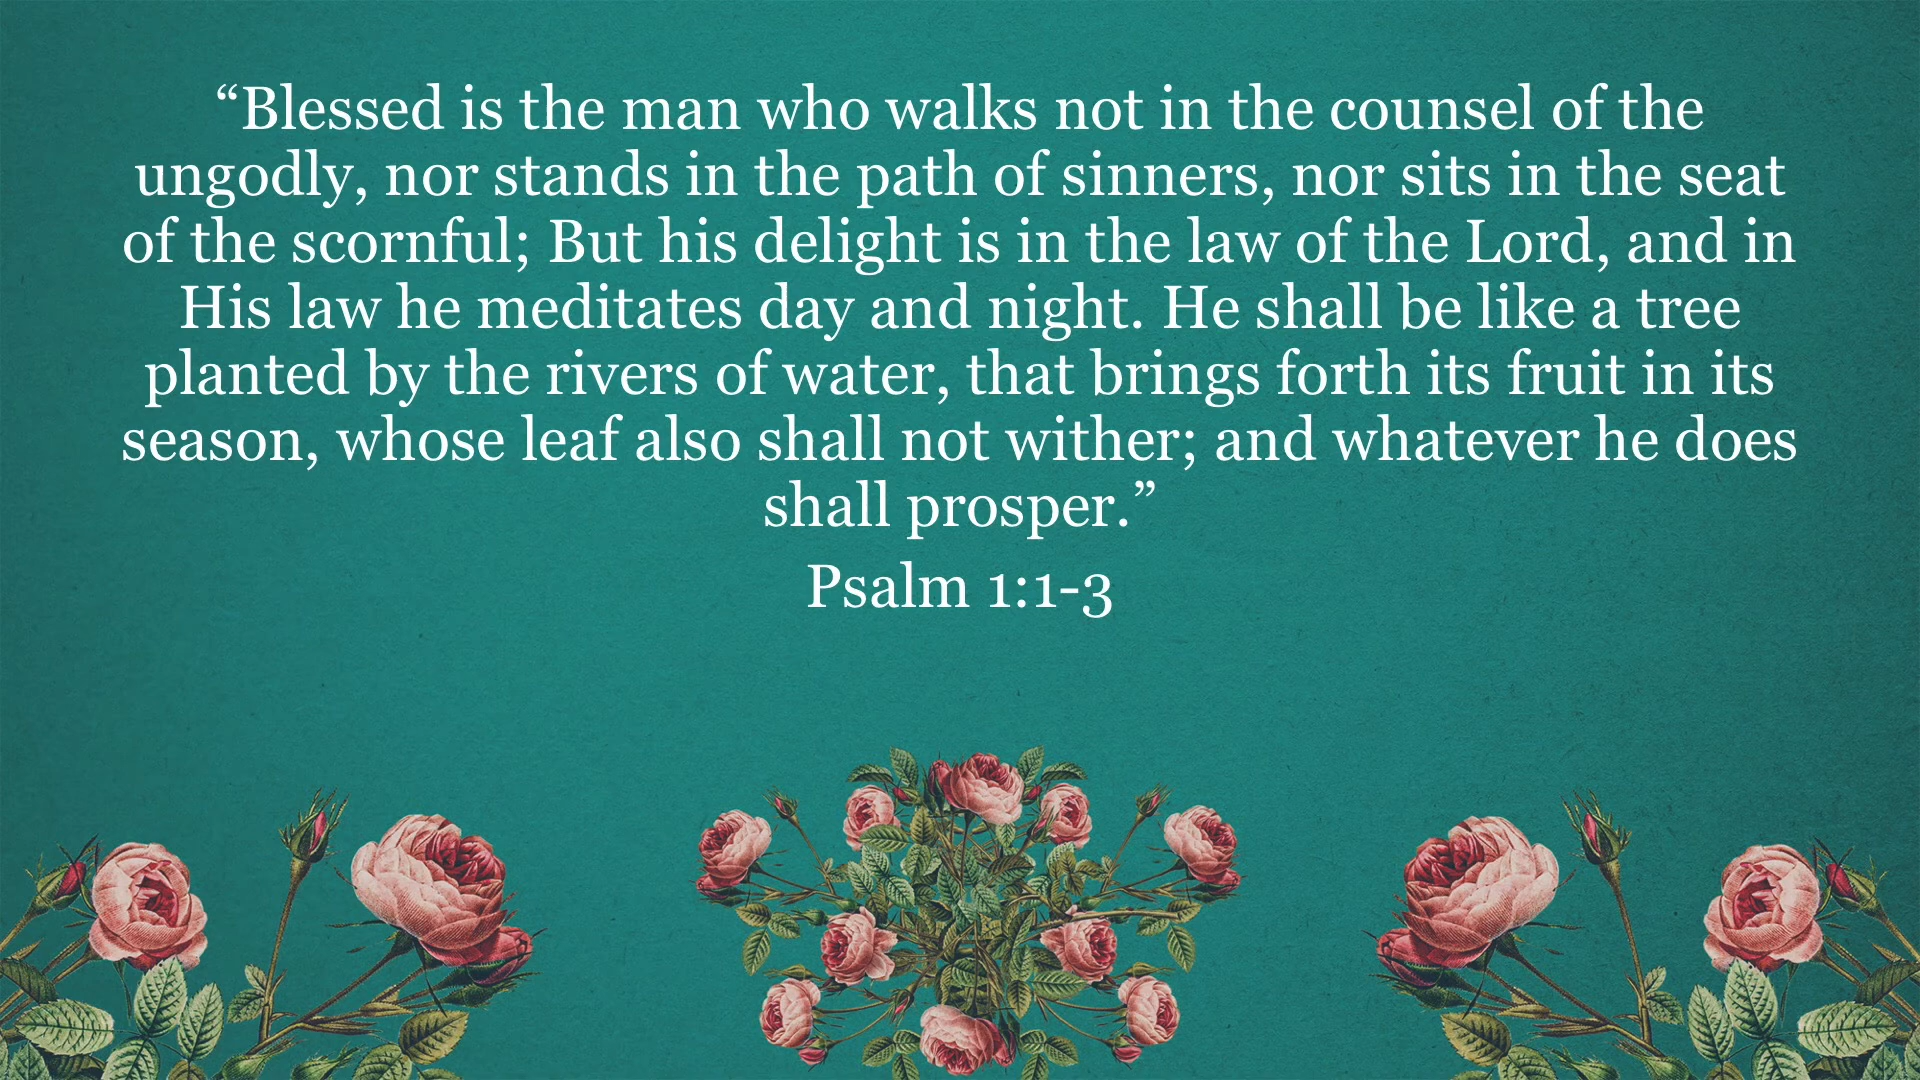 “Blessed is the man who walks not in the counsel of the
ungodly, nor stands in the path of sinners, nor sits in the seat
of the scornful; But his delight is in the law of the Lord, and in
His law he meditates day and night. He shall be like a tree
planted by the rivers of water, that brings forth its fruit in its
season, whose leaf also shall not wither; and whatever he does
shall prosper.”
Psalm 1:1-3